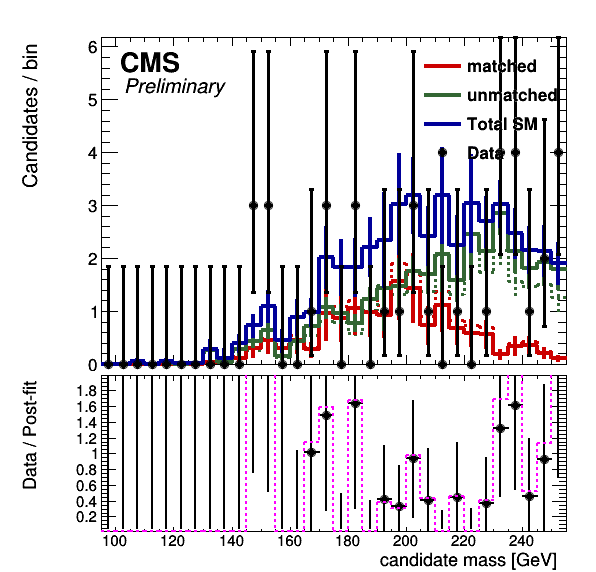 CMS
Preliminary
matched
unmatched
Total SM
Data
Candidates / bin
6
5
4
3
2
1
0
Data / Post-fit
1.8
1.6
1.4
1.2
1
0.8
0.6
0.4
0.2
100 120 140 160 180 200 220 240
candidate mass [GeV]